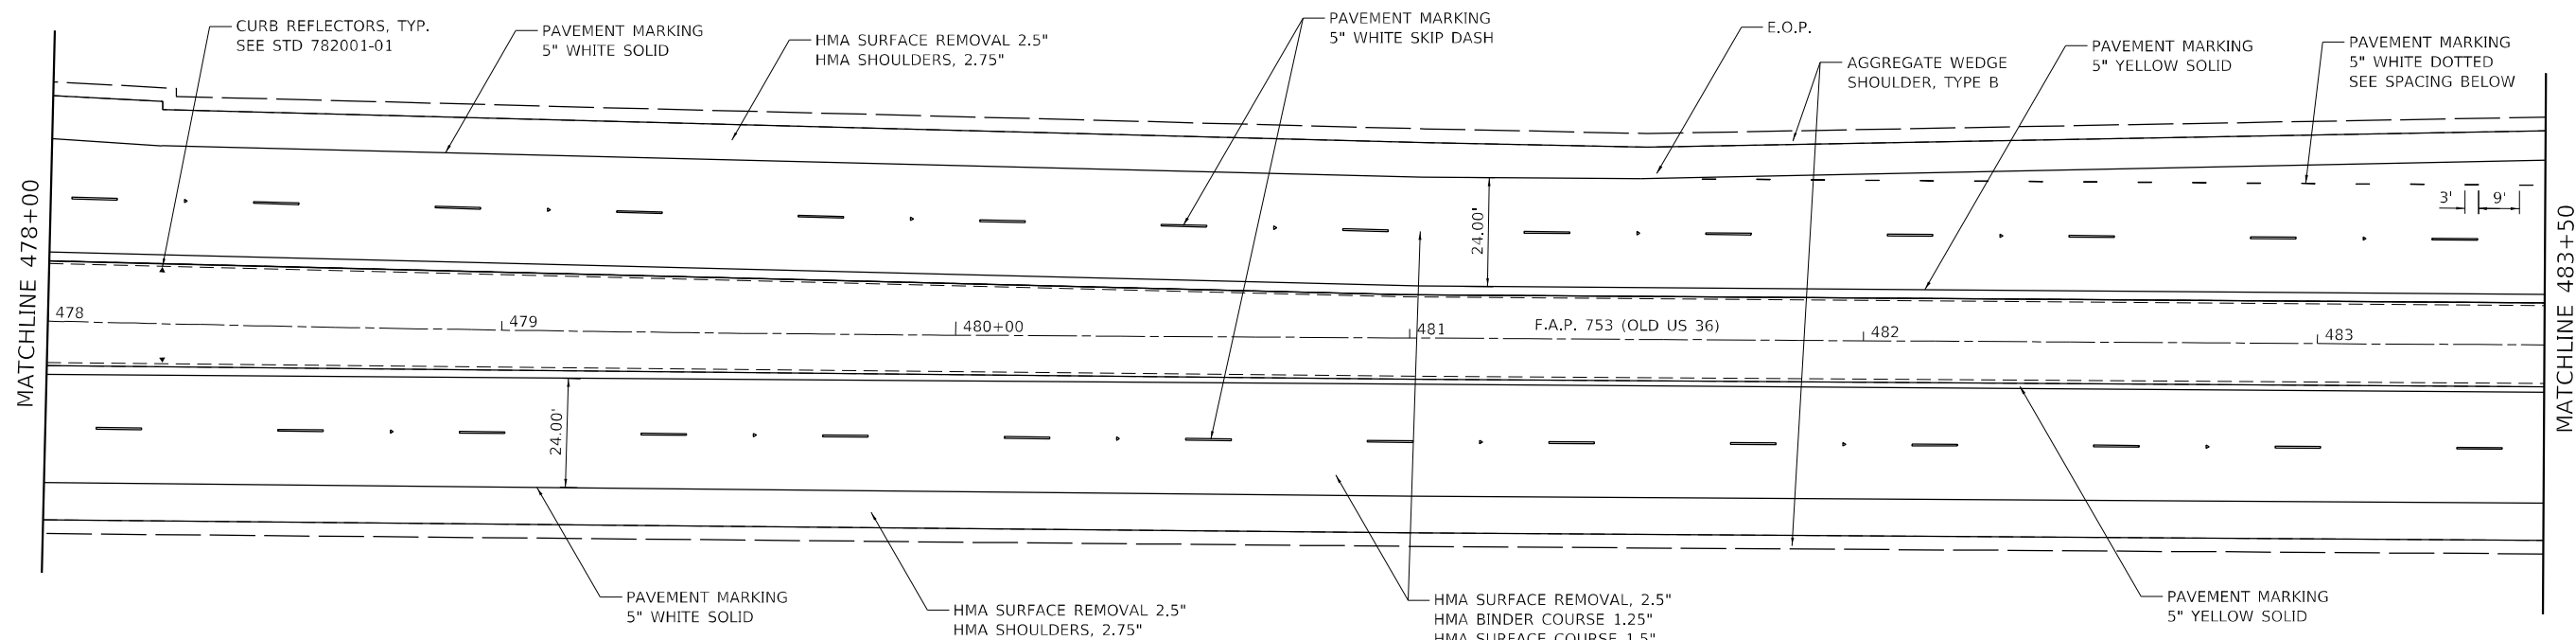 CURB REFLECTORS, TYP.
SEE STD 782001-01
PAVEMENT MARKING
5" WHITE SOLID
HMA SURFACE REMOVAL 2.5"
HMA SHOULDERS, 2.75"
PAVEMENT MARKING
5" WHITE SKIP DASH
E.O.P.
AGGREGATE WEDGE
SHOULDER, TYPE B
PAVEMENT MARKING
5" YELLOW SOLID
PAVEMENT MARKING
5" WHITE DOTTED
SEE SPACING BELOW
MATCHLINE 478+00
3'
9'
24.00'
MATCHLINE 483+50
478
479
480+00
481
F.A.P. 753 (OLD US 36)
482
483
24.00'
PAVEMENT MARKING
5" WHITE SOLID
HMA SURFACE REMOVAL 2.5"
HMA SHOULDERS, 2.75"
HMA SURFACE REMOVAL, 2.5"
HMA BINDER COURSE 1.25"
HMA SURFACE COURSE 1.5"
PAVEMENT MARKING
5" YELLOW SOLID